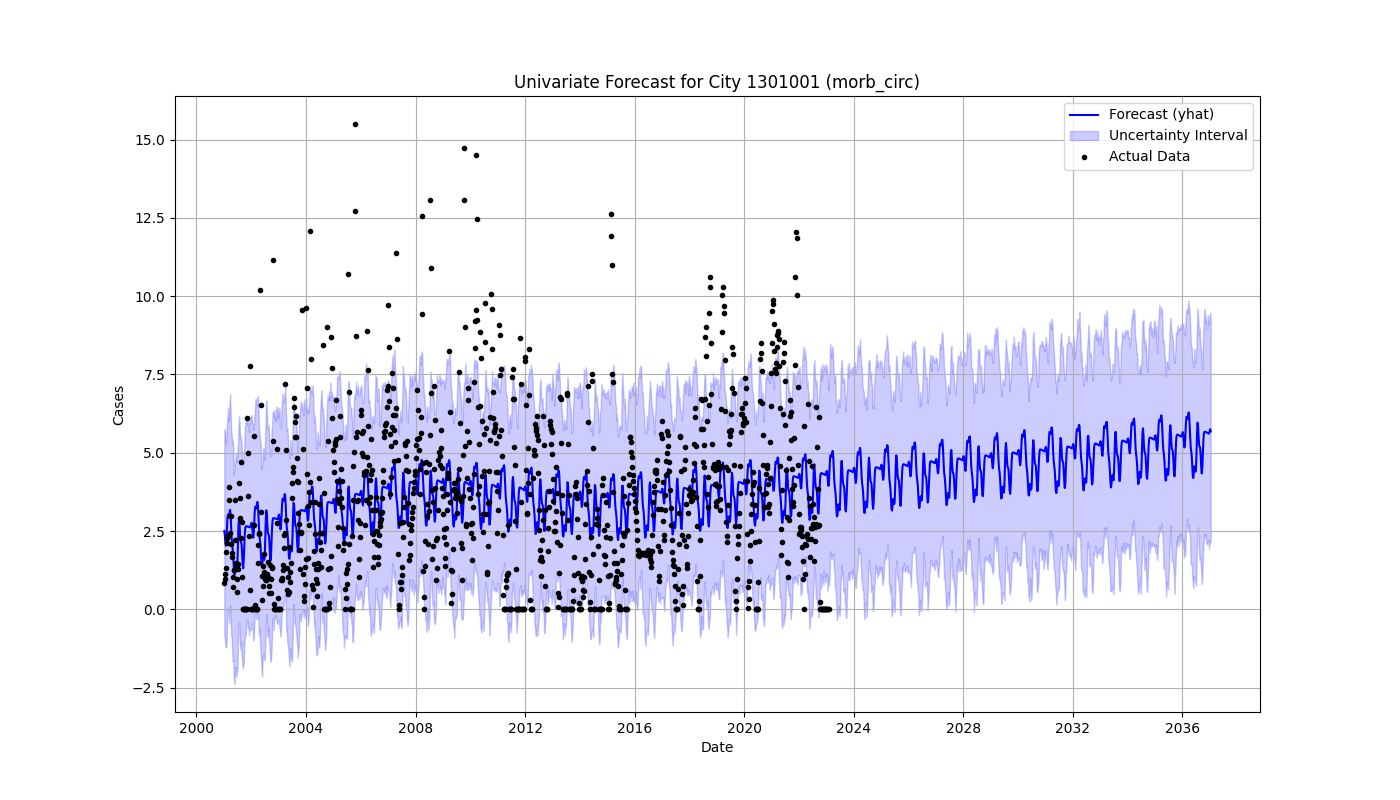 Univariate Forecast for City 1301001 (morb_circ)
Forecast (yhat)
Uncertainty Interval
Actual Data
15.0
12.5
10.0
7.5
5.0
2.5
0.0
−2.5
Cases
2000 2004 2008 2012 2016 2020 2024 2028 2032 2036
Date